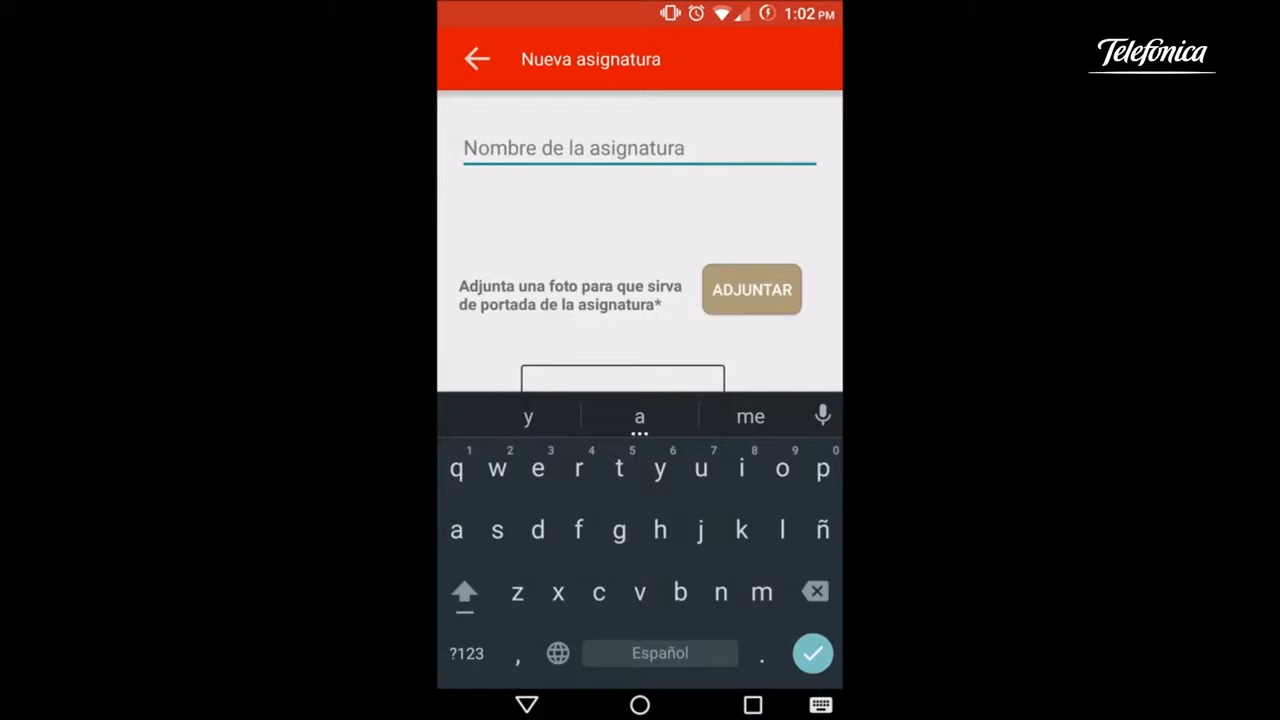 1:02 PM
Telefónica
Nueva asignatura
Nombre de la asignatura
Adjunta una foto para que sirva
de portada de la asignatura*
ADJUNTAR
y a me
1 2 3 4 5 6 7 8 9 0
q w e r t y u i o p
a s d f g h j k l ñ
z x c v b n m
?123 , Español .